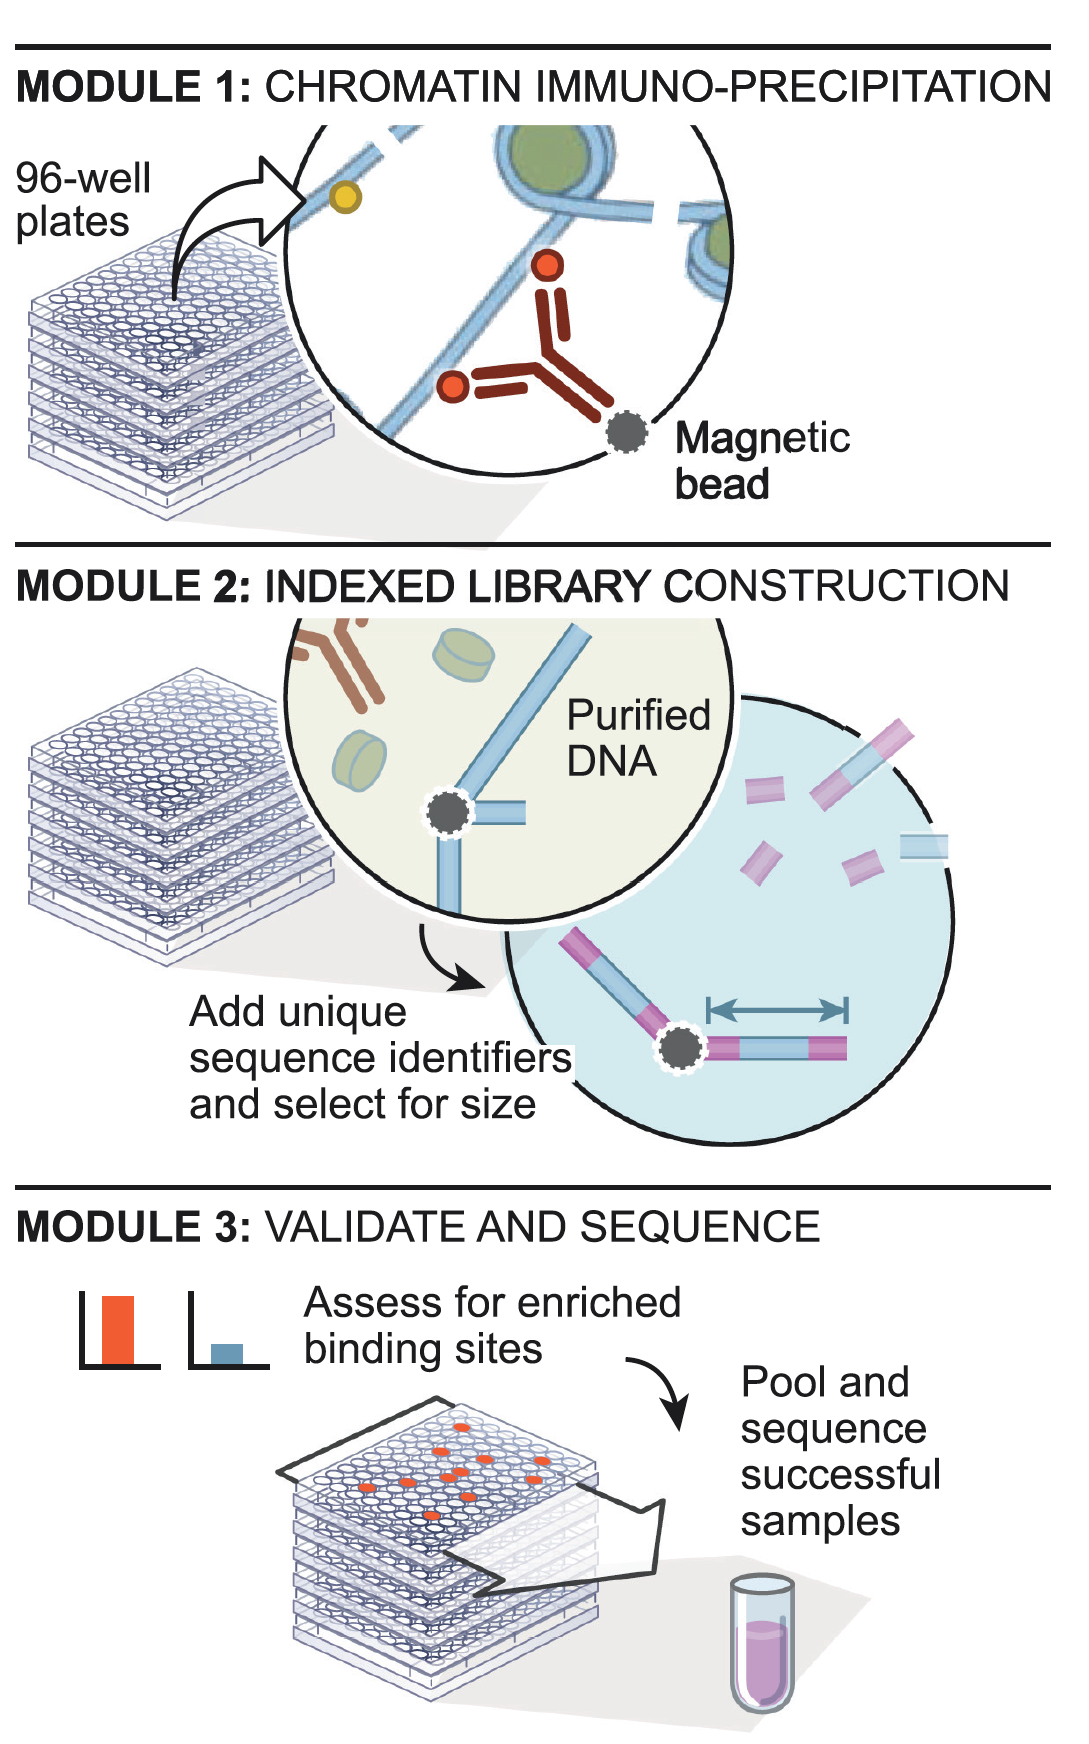 MODULE 1: CHROMATIN IMMUNO-PRECIPITATION
96-well
plates
Magnetic
bead
MODULE 2: INDEXED LIBRARY CONSTRUCTION
Purified
DNA
Add unique
sequence identifiers
and select for size
MODULE 3: VALIDATE AND SEQUENCE
Assess for enriched
binding sites
Pool and
sequence
successful
samples